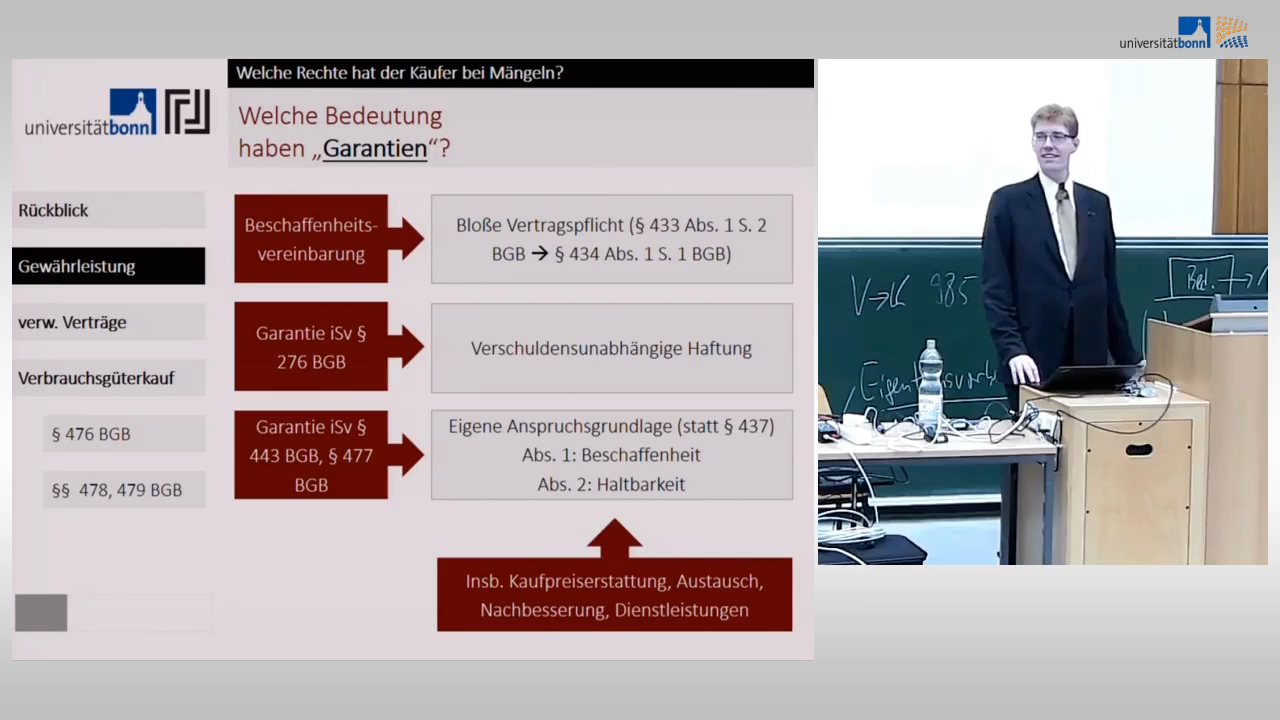 universitätbonn
Welche Rechte hat der Käufer bei Mängeln?
universitätbonn
Welche Bedeutung
haben „Garantien“?
Rückblick
Gewährleistung
verw. Verträge
Verbrauchsgüterkauf
§ 476 BGB
§§ 478, 479 BGB
Beschaffenheits-
vereinbarung
Bloße Vertragspflicht (§ 433 Abs. 1 S. 2
BGB → § 434 Abs. 1 S. 1 BGB)
Garantie iSv §
276 BGB
Verschuldensunabhängige Haftung
Garantie iSv §
443 BGB, § 477
BGB
Eigene Anspruchsgrundlage (statt § 437)
Abs. 1: Beschaffenheit
Abs. 2: Haltbarkeit
Insb. Kaufpreiserstattung, Austausch,
Nachbesserung, Dienstleistungen
V→K 985
Bed. →